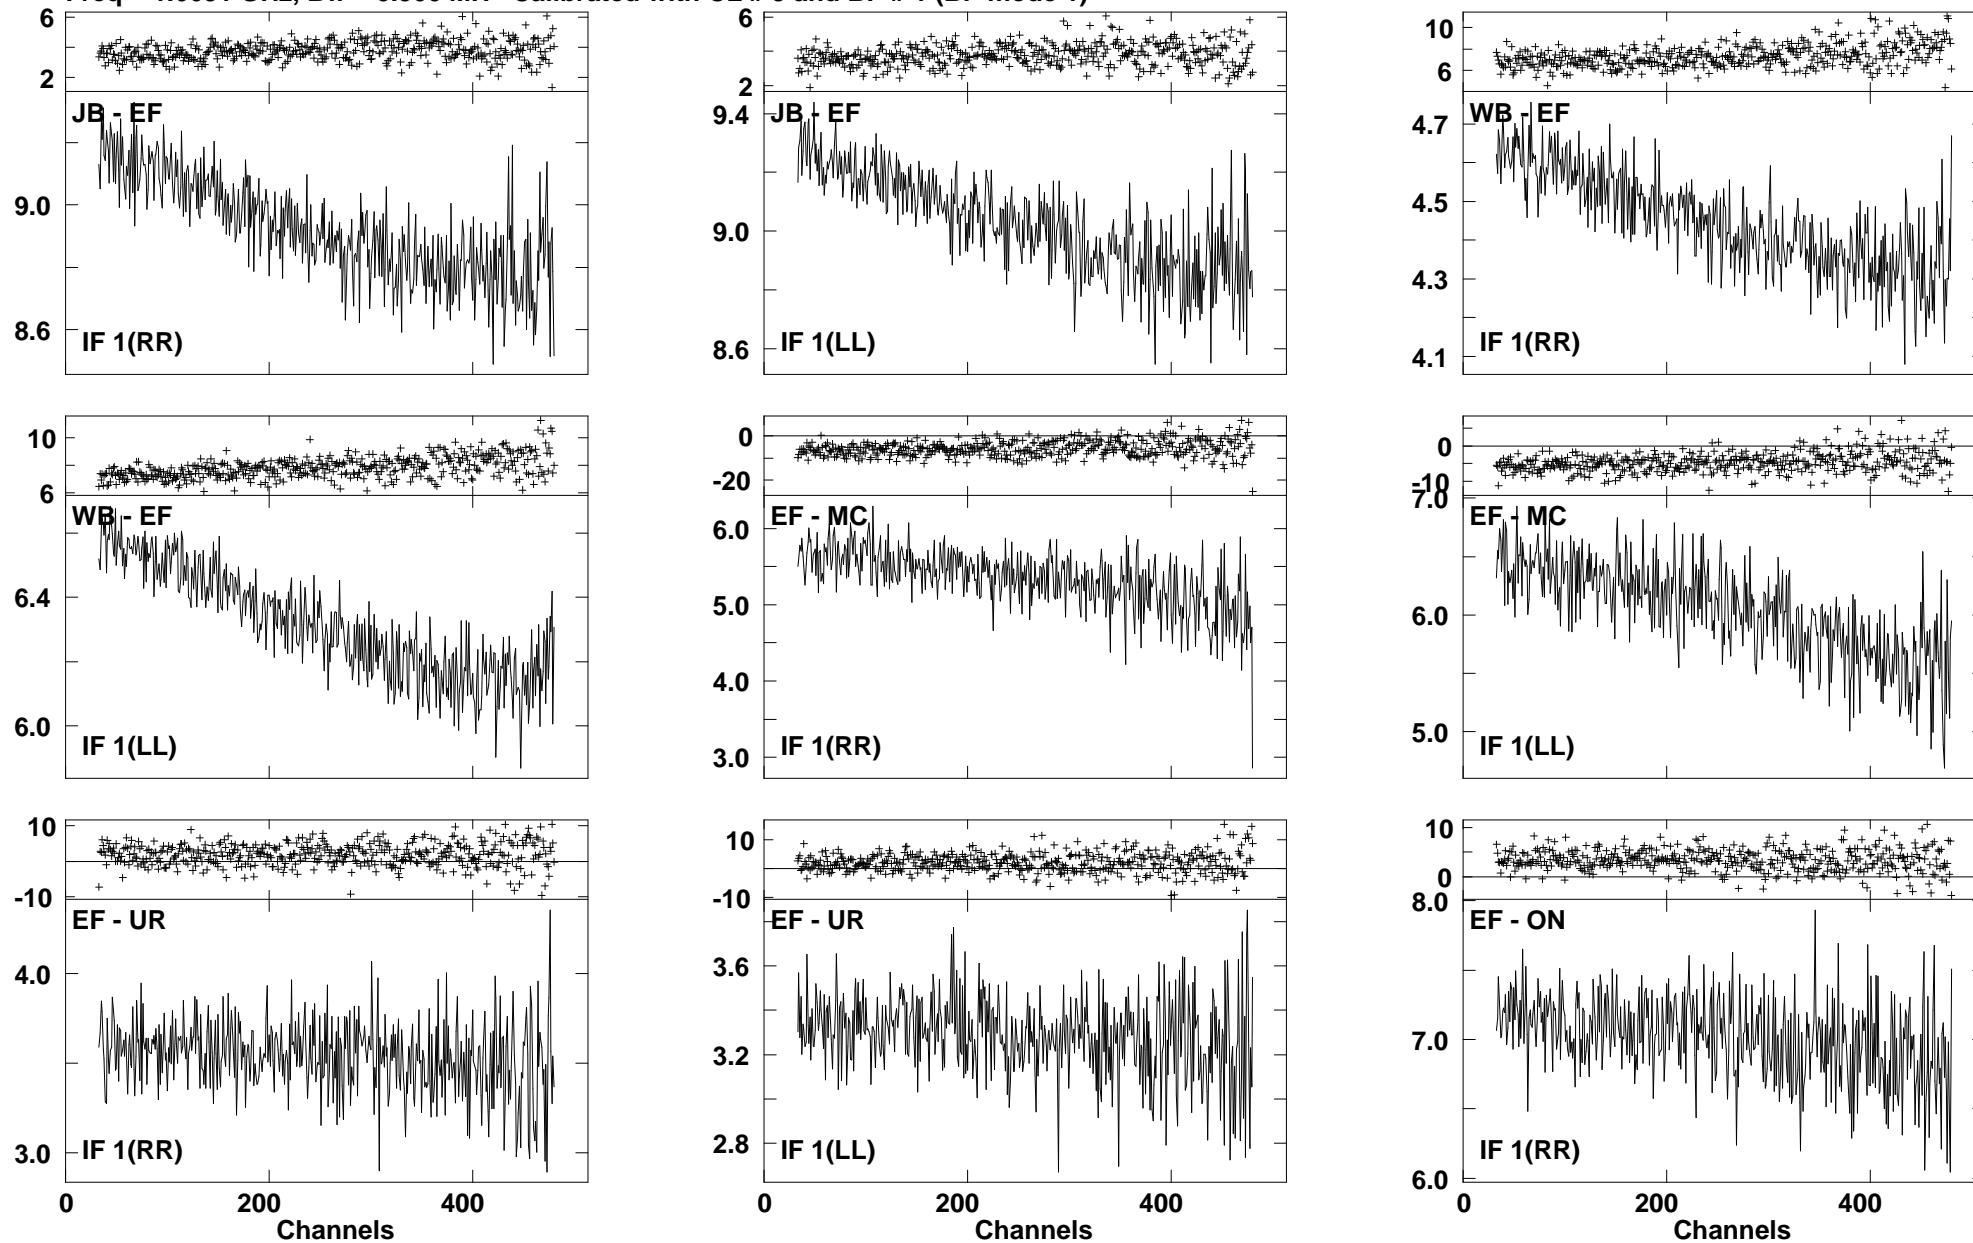 6
2
JB - EF
9.0
8.6
IF 1(RR)
6
2
9.4
JB - EF
9.0
8.6
IF 1(LL)
10
6
4.7
WB - EF
4.5
4.3
4.1
IF 1(RR)
10
6
WB - EF
6.4
6.0
IF 1(LL)
0
-20
6.0
EF - MC
5.0
4.0
3.0
IF 1(RR)
0
-10
7.0
EF - MC
6.0
5.0
IF 1(LL)
10
-10
EF - UR
4.0
3.0
IF 1(RR)
0 200 400
Channels
10
-10
EF - UR
3.6
3.2
2.8
IF 1(LL)
0 200 400
Channels
10
0
8.0
EF - ON
7.0
6.0
IF 1(RR)
0 200 400
Channels